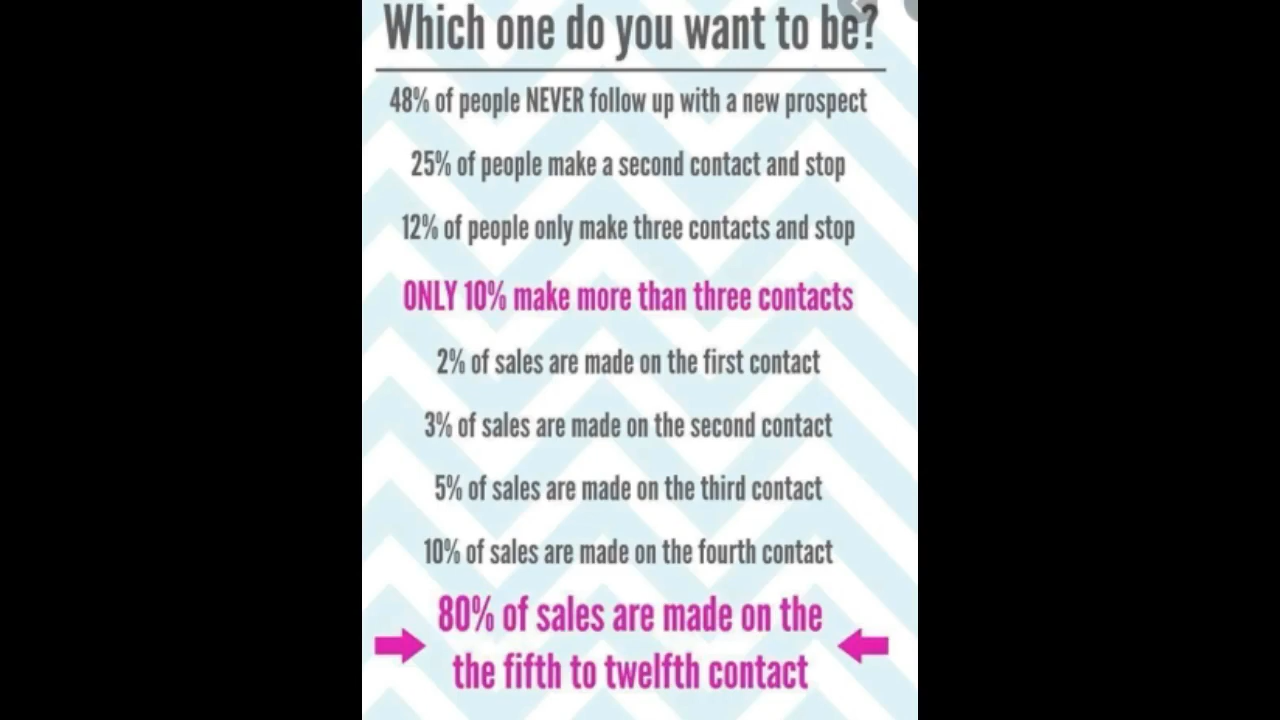 Which one do you want to be?
48% of people NEVER follow up with a new prospect
25% of people make a second contact and stop
12% of people only make three contacts and stop
ONLY 10% make more than three contacts
2% of sales are made on the first contact
3% of sales are made on the second contact
5% of sales are made on the third contact
10% of sales are made on the fourth contact
80% of sales are made on the
the fifth to twelfth contact